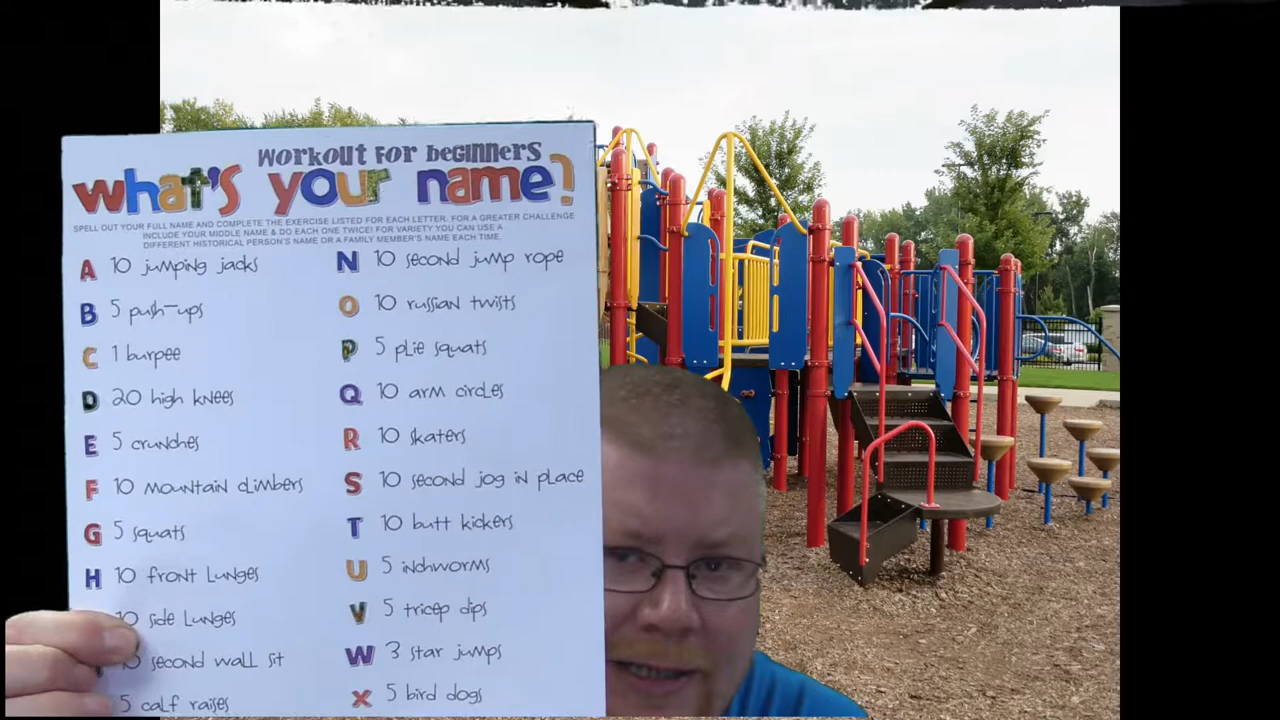 WORKOUT FOR BEGINNERS
WHAT'S YOUR NAME?
SPELL OUT YOUR FULL NAME AND COMPLETE THE EXERCISE LISTED FOR EACH LETTER. FOR A GREATER CHALLENGE
INCLUDE YOUR MIDDLE NAME & DO EACH ONE TWICE! FOR VARIETY YOU CAN USE A
DIFFERENT HISTORICAL PERSON'S NAME OR A FAMILY MEMBER'S NAME EACH TIME.
A 10 jumping jacks
B 5 push-ups
C 1 burpee
D 20 high knees
E 5 crunches
F 10 mountain climbers
G 5 squats
H 10 front lunges
10 side lunges
second wall sit
5 calf raises
N 10 second jump rope
O 10 russian twists
P 5 plie squats
Q 10 arm circles
R 10 skaters
S 10 second jog in place
T 10 butt kickers
U 5 inchworms
V 5 tricep dips
W 3 star jumps
X 5 bird dogs